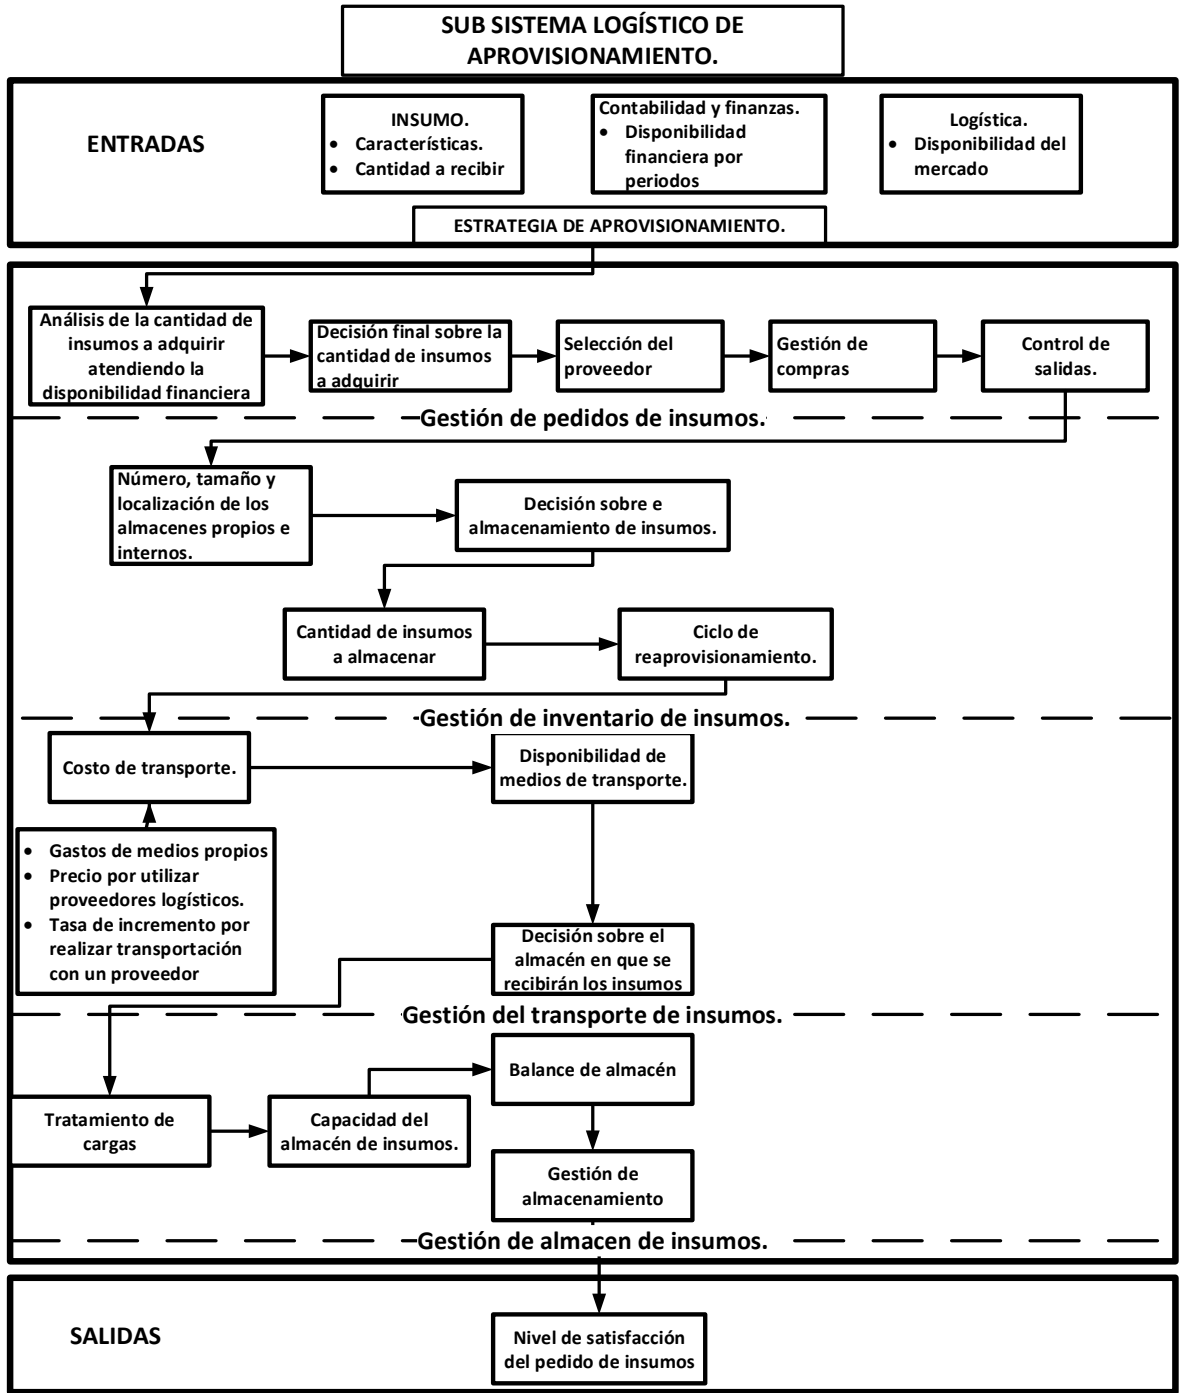 SUB SISTEMA LOGÍSTICO DE
APROVISIONAMIENTO.
ENTRADAS
INSUMO.
• Características.
• Cantidad a recibir
Contabilidad y finanzas.
• Disponibilidad
financiera por
periodos
Logística.
• Disponibilidad del
mercado
ESTRATEGIA DE APROVISIONAMIENTO.
Análisis de la cantidad de
insumos a adquirir
atendiendo la
disponibilidad financiera
Decisión final sobre la
cantidad de insumos
a adquirir
Selección del
proveedor
Gestión de
compras
Control de
salidas.
Gestión de pedidos de insumos.
Número, tamaño y
localización de los
almacenes propios e
internos.
Decisión sobre e
almacenamiento de insumos.
Cantidad de insumos
a almacenar
Ciclo de
reaprovisionamiento.
Gestión de inventario de insumos.
Costo de transporte.
Disponibilidad de
medios de transporte.
• Gastos de medios propios
• Precio por utilizar
proveedores logísticos.
• Tasa de incremento por
realizar transportación
con un proveedor
Decisión sobre el
almacén en que se
recibirán los insumos
Gestión del transporte de insumos.
Balance de almacén
Tratamiento de
cargas
Capacidad del
almacén de insumos.
Gestión de
almacenamiento
Gestión de almacen de insumos.
SALIDAS
Nivel de satisfacción
del pedido de insumos